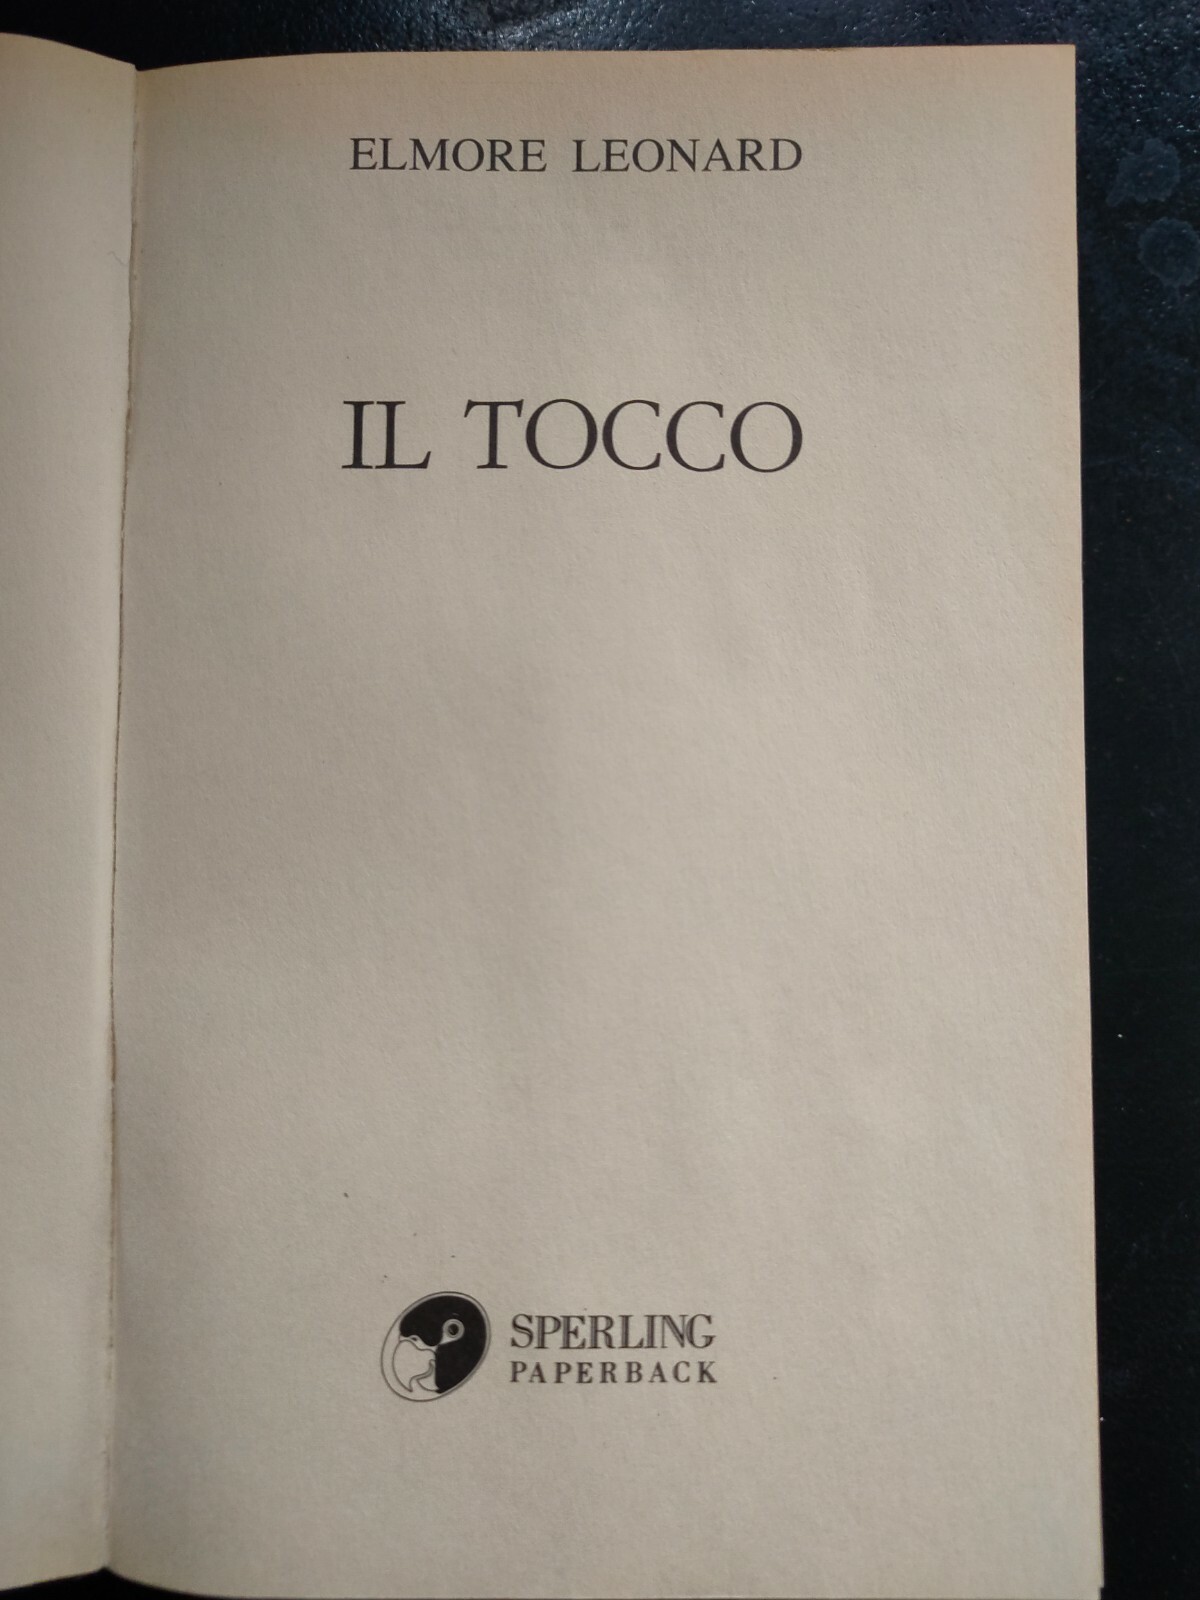 ELMORE LEONARD
IL TOCCO
SPERLING
PAPERBACK